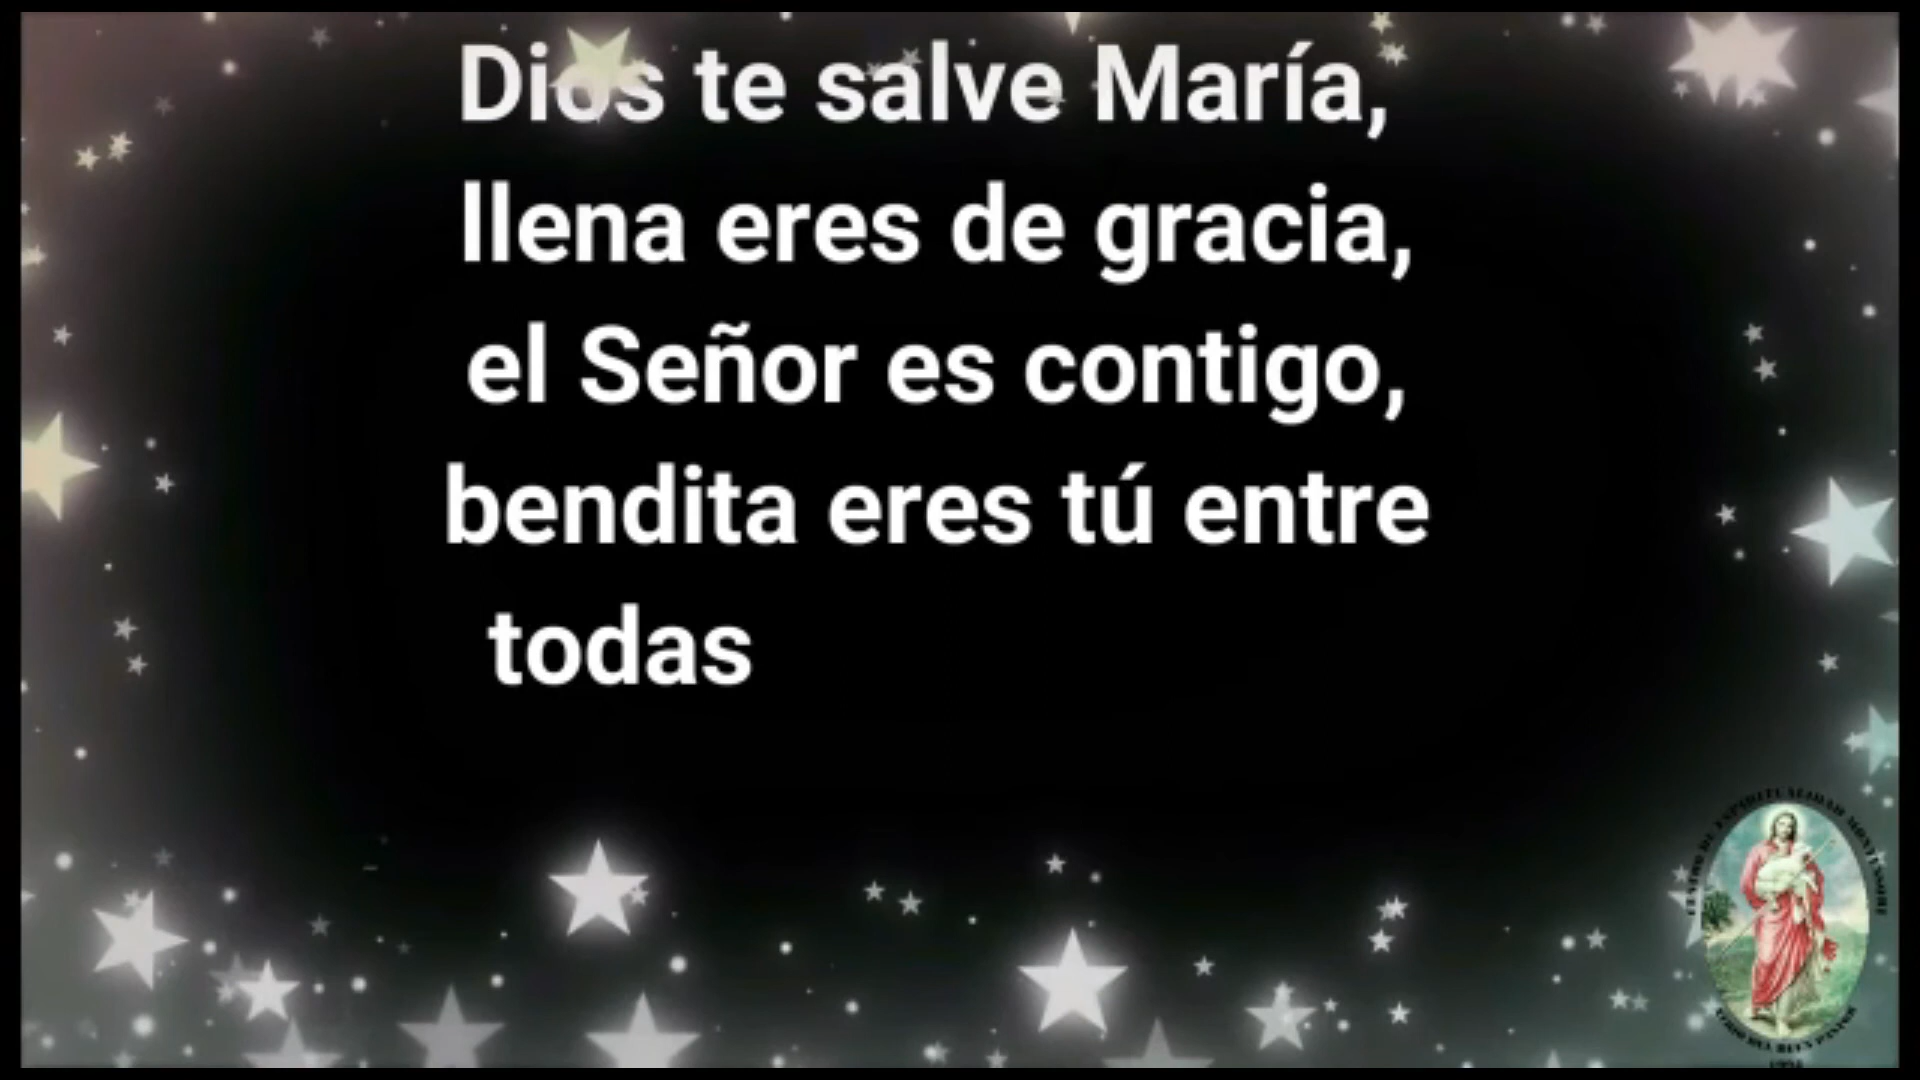 Dios te salve María,
llena eres de gracia,
el Señor es contigo,
bendita eres tú entre
todas